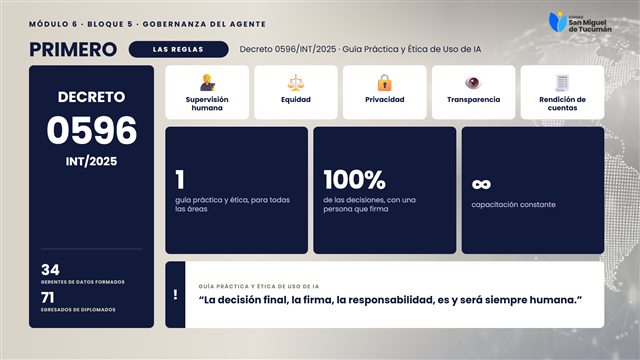 MÓDULO 6 · BLOQUE 5 · GOBERNANZA DEL AGENTE
CIUDAD
San Miguel
de Tucumán
PRIMERO
LAS REGLAS
Decreto 0596/INT/2025 · Guía Práctica y Ética de Uso de IA
DECRETO
0596
INT/2025
34
GERENTES DE DATOS FORMADOS
71
EGRESADOS DE DIPLOMADOS
Supervisión
humana
Equidad
Privacidad
Transparencia
Rendición de
cuentas
1
guía práctica y ética, para todas
las áreas
100%
de las decisiones, con una
persona que firma
∞
capacitación constante
!
GUÍA PRÁCTICA Y ÉTICA DE USO DE IA
“La decisión final, la firma, la responsabilidad, es y será siempre humana.”